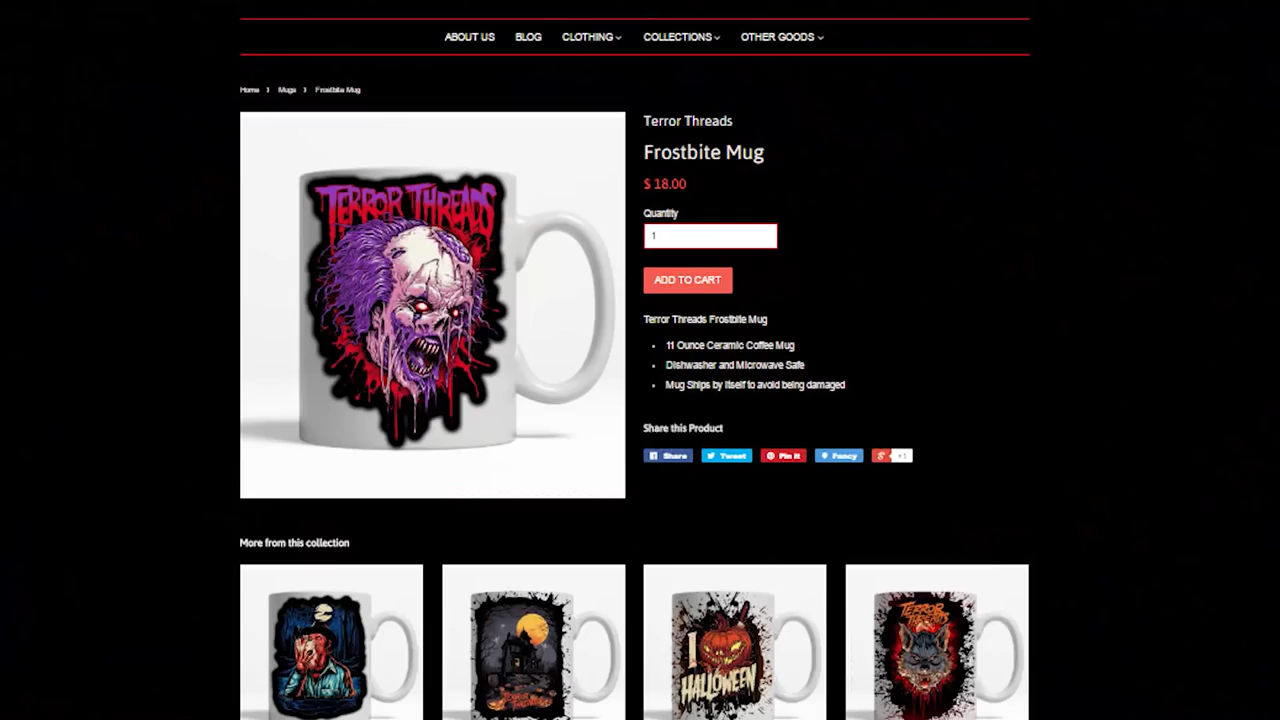 ABOUT US BLOG CLOTHING COLLECTIONS OTHER GOODS
Home › Mugs › Frostbite Mug
TERROR THREADS
Terror Threads
Frostbite Mug
$ 18.00
Quantity
1
ADD TO CART
Terror Threads Frostbite Mug
• 11 Ounce Ceramic Coffee Mug
• Dishwasher and Microwave Safe
• Mug Ships by itself to avoid being damaged
Share this Product
Share Tweet Pin it Fancy +1
More from this collection
TERROR THREADS
I
HALLOWEEN
TERROR
THREADS